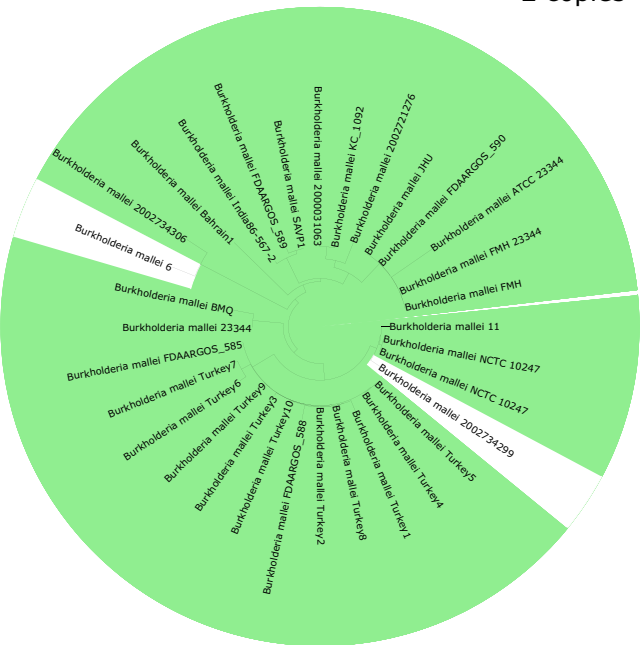 copies
Burkholderia mallei 2002734306
Burkholderia mallei Bahrain1
Burkholderia mallei India86-567-2
Burkholderia mallei FDAARGOS_589
Burkholderia mallei SAVP1
Burkholderia mallei 2000031063
Burkholderia mallei KC_1092
Burkholderia mallei 2002721276
Burkholderia mallei JHU
Burkholderia mallei FDAARGOS_590
Burkholderia mallei ATCC 23344
Burkholderia mallei FMH 23344
Burkholderia mallei FMH
Burkholderia mallei 11
Burkholderia mallei NCTC 10247
Burkholderia mallei NCTC 10247
Burkholderia mallei 2002734299
Burkholderia mallei Turkey5
Burkholderia mallei Turkey4
Burkholderia mallei Turkey1
Burkholderia mallei Turkey8
Burkholderia mallei Turkey2
Burkholderia mallei FDAARGOS_588
Burkholderia mallei Turkey10
Burkholderia mallei Turkey3
Burkholderia mallei Turkey9
Burkholderia mallei Turkey6
Burkholderia mallei Turkey7
Burkholderia mallei FDAARGOS_585
Burkholderia mallei 23344
Burkholderia mallei BMQ
Burkholderia mallei 6